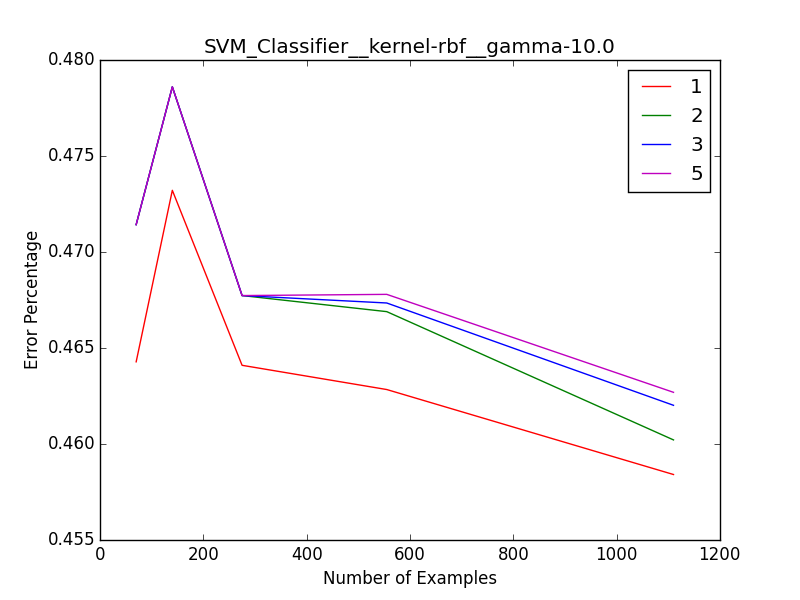 SVM_Classifier__kernel-rbf__gamma-10.0
0.480
0.475
0.470
0.465
0.460
0.455
Error Percentage
1
2
3
5
0 200 400 600 800 1000 1200
Number of Examples